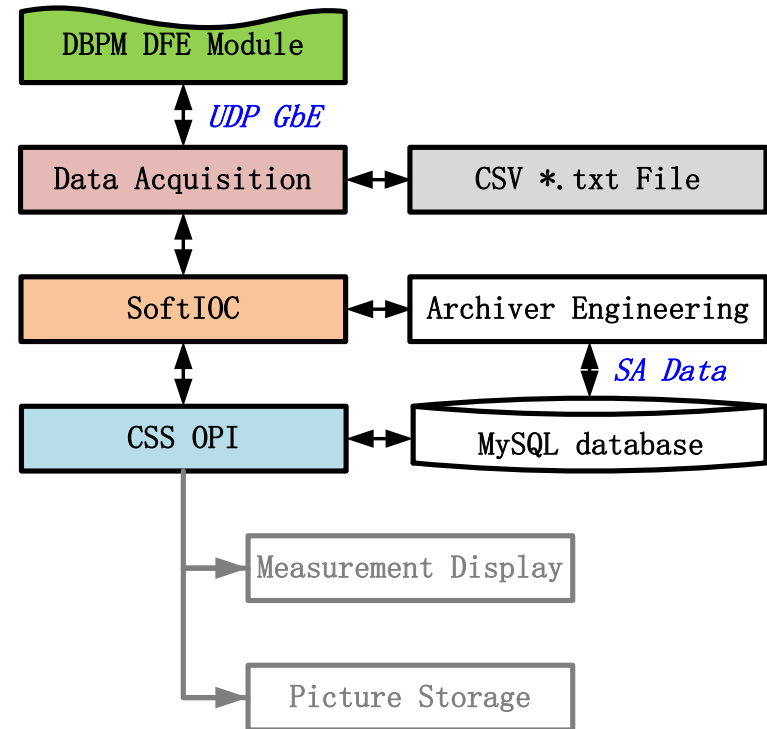 DBPM DFE Module
UDP GbE
Data Acquisition
CSV *.txt File
SoftIOC
Archiver Engineering
SA Data
CSS OPI
MySQL database
Measurement Display
Picture Storage